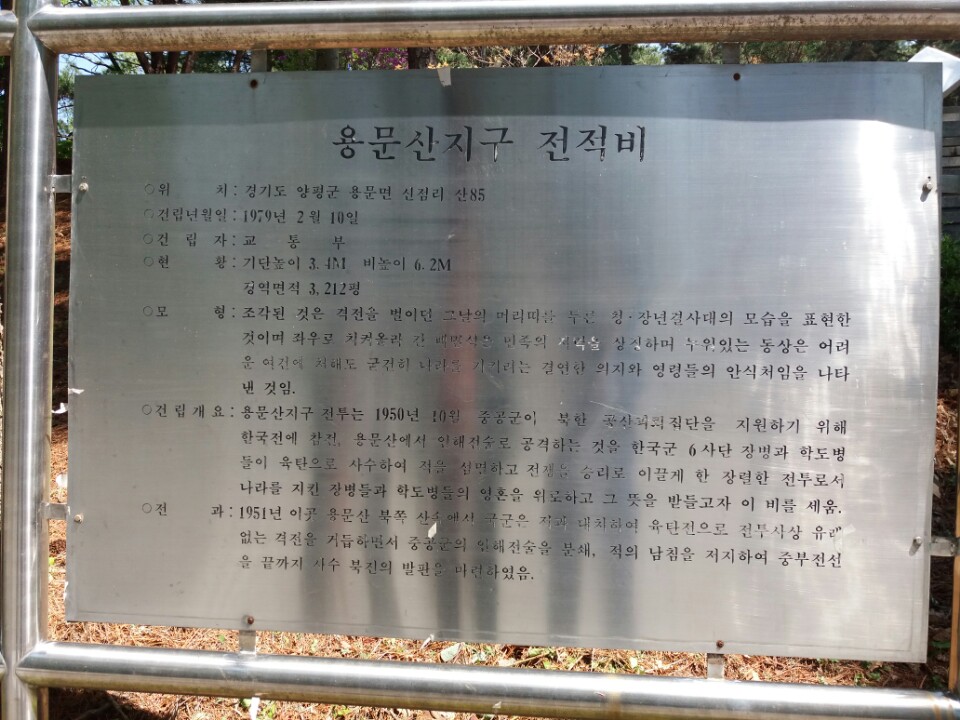 용문산지구 전적비
○위 치 : 경기도 양평군 용문면 신점리 산85
○건립년월일 : 1979년 2월 10일
○건 립 자 : 교 통 부
○현 황 : 기단높이 3.4M 비높이 6.2M
경역면적 3,212평
○모 형 : 조각된 것은 격전을 벌이던 그날의 머리띠를 두른 청·장년결사대의 모습을 표현한
것이며 좌우로 치켜올라 간 민족의 상징하며 동상은 어려
운 여건에 처해도 굳건히 나라를 지키려는 결연한 의지와 영령들의 안식처임을 나타
낸 것임.
○건립개요 : 용문산지구 전투는 1950년 10월 중공군이 북한 집단을 지원하기 위해
한국전에 참전, 용문산에서 인해전술로 공격하는 것을 한국군 6사단 장병과 학도병
들이 육탄으로 사수하여 적을 섬멸하고 전쟁을 승리로 이끌게 한 장렬한 전투로서
나라를 지킨 장병들과 학도병들의 영혼을 위로하고 그 뜻을 받들고자 이 비를 세움.
○전 과 : 1951년 이곳 용문산 북쪽 국군은 적과 대치하여 육탄전으로 전투사상 유례
없는 격전을 거듭하면서 중공군의 인해전술을 분쇄, 적의 남침을 저지하여 중부전선
을 끝까지 사수 북진의 발판을 마련하였음.